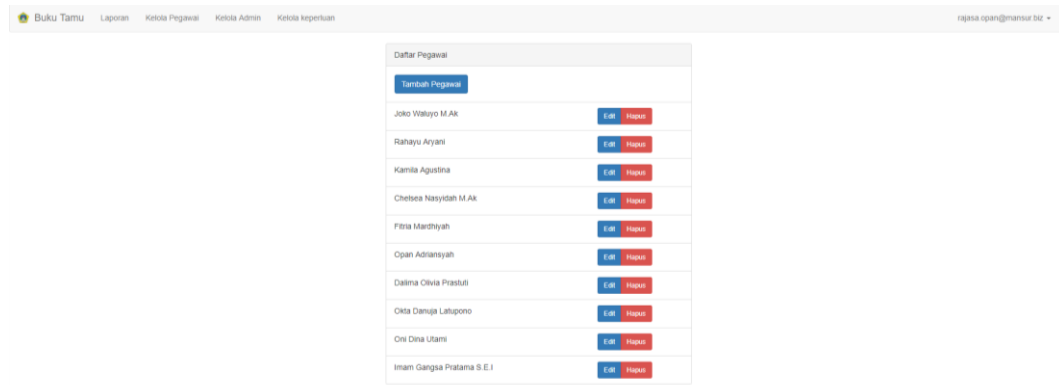 Buku Tamu Laporan Kelola Pegawai Kelola Admin Kelola keperluan rajasa.opan@mansur.biz
Daftar Pegawai
Tambah Pegawai
Joko Waluyo M.Ak Edit Hapus
Rahayu Aryani Edit Hapus
Kamila Agustina Edit Hapus
Chelsea Nasyidah M.Ak Edit Hapus
Fitria Mardhiyah Edit Hapus
Opan Adriansyah Edit Hapus
Dalima Olivia Prastuti Edit Hapus
Okta Danuja Latupono Edit Hapus
Oni Dina Utami Edit Hapus
Imam Gangsa Pratama S.E.I Edit Hapus